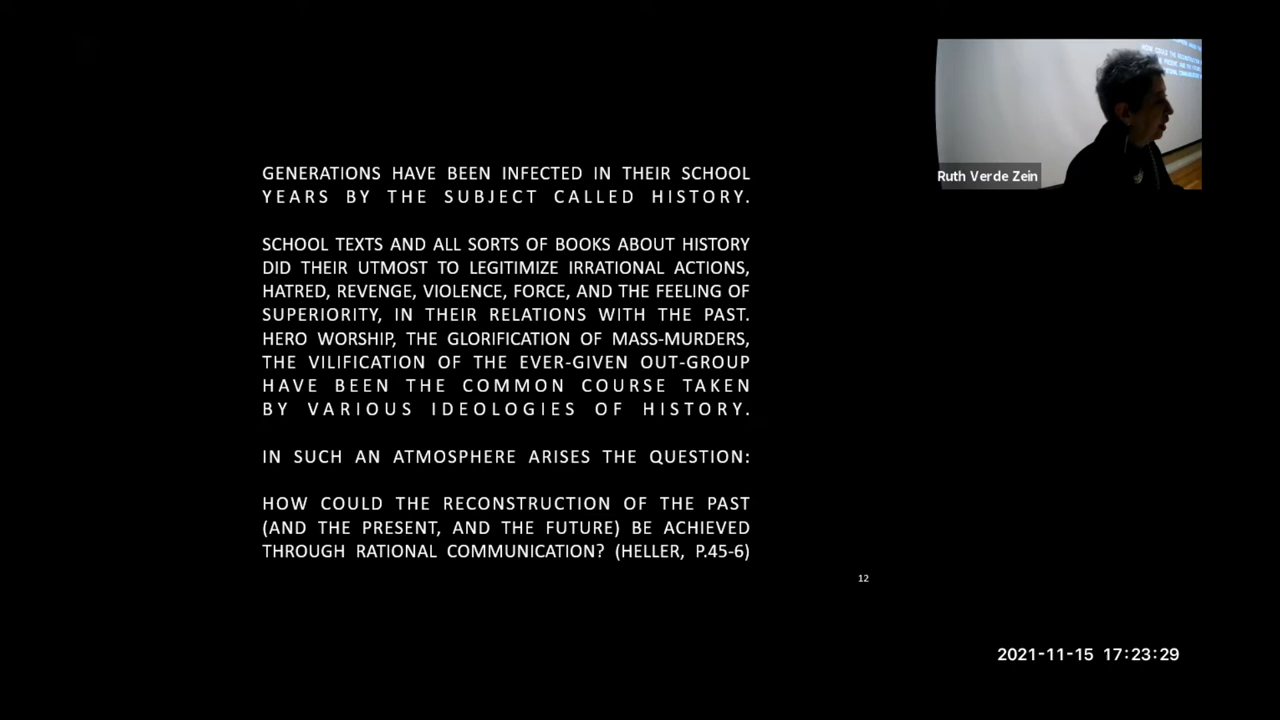 GENERATIONS HAVE BEEN INFECTED IN THEIR SCHOOL
YEARS BY THE SUBJECT CALLED HISTORY.
SCHOOL TEXTS AND ALL SORTS OF BOOKS ABOUT HISTORY
DID THEIR UTMOST TO LEGITIMIZE IRRATIONAL ACTIONS,
HATRED, REVENGE, VIOLENCE, FORCE, AND THE FEELING OF
SUPERIORITY, IN THEIR RELATIONS WITH THE PAST.
HERO WORSHIP, THE GLORIFICATION OF MASS-MURDERS,
THE VILIFICATION OF THE EVER-GIVEN OUT-GROUP
HAVE BEEN THE COMMON COURSE TAKEN
BY VARIOUS IDEOLOGIES OF HISTORY.
IN SUCH AN ATMOSPHERE ARISES THE QUESTION:
HOW COULD THE RECONSTRUCTION OF THE PAST
(AND THE PRESENT, AND THE FUTURE) BE ACHIEVED
THROUGH RATIONAL COMMUNICATION? (HELLER, P.45-6)
12
Ruth Verde Zein
2021-11-15 17:23:29